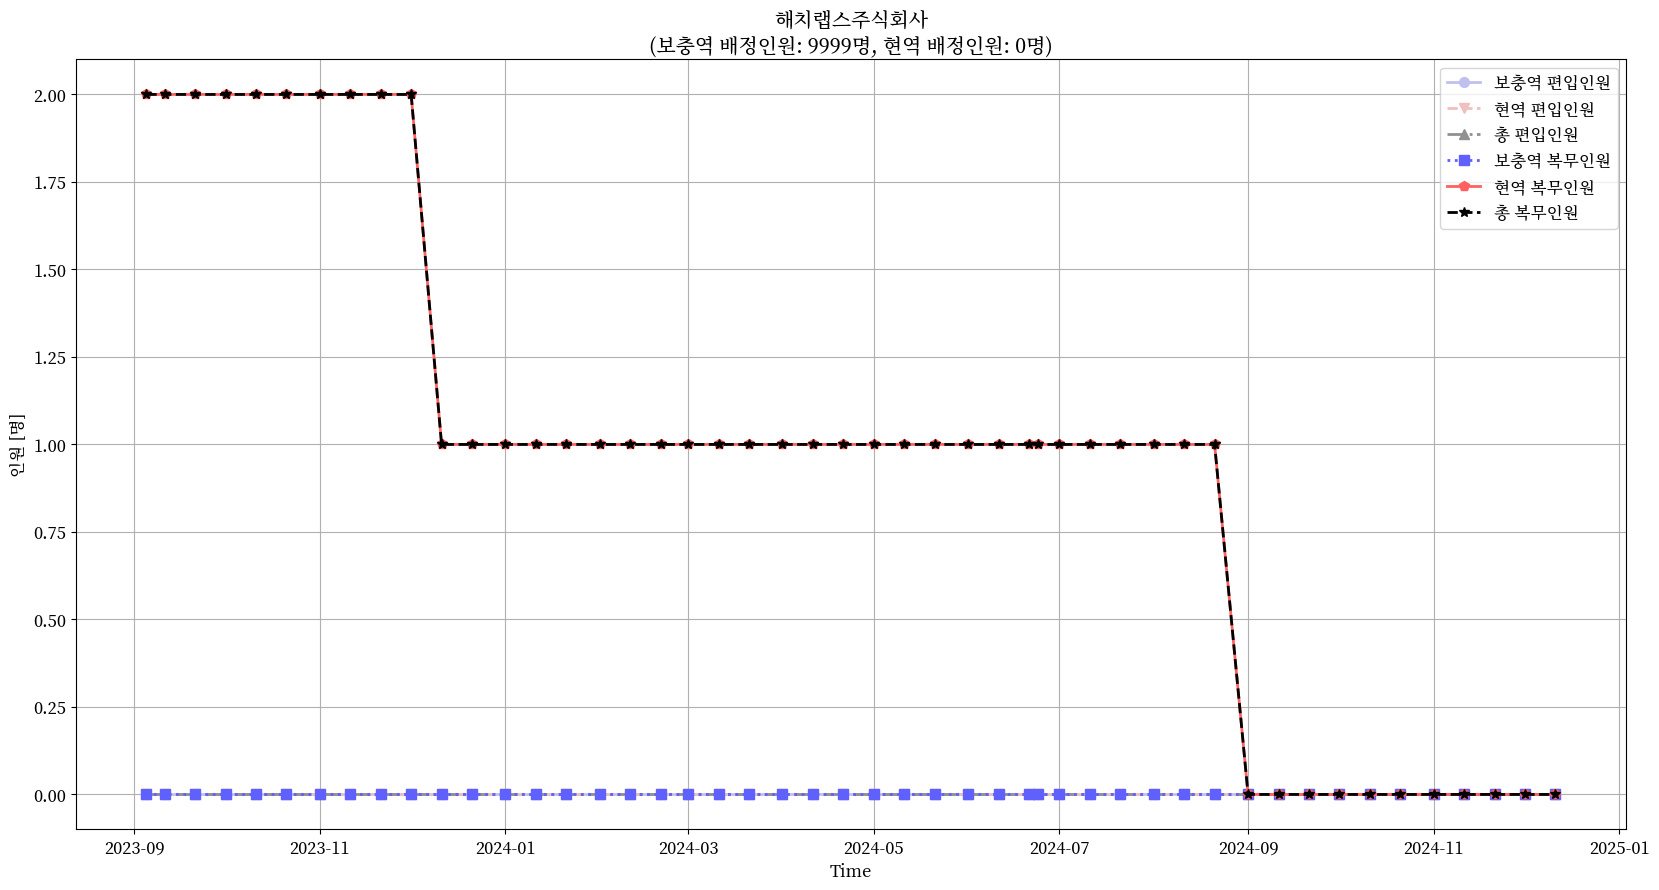 해치랩스주식회사
(보충역 배정인원: 9999명, 현역 배정인원: 0명)
보충역 편입인원
현역 편입인원
총 편입인원
보충역 복무인원
현역 복무인원
총 복무인원
인원 [명]
2.00
1.75
1.50
1.25
1.00
0.75
0.50
0.25
0.00
2023-09
2023-11
2024-01
2024-03
2024-05
2024-07
2024-09
2024-11
2025-01
Time